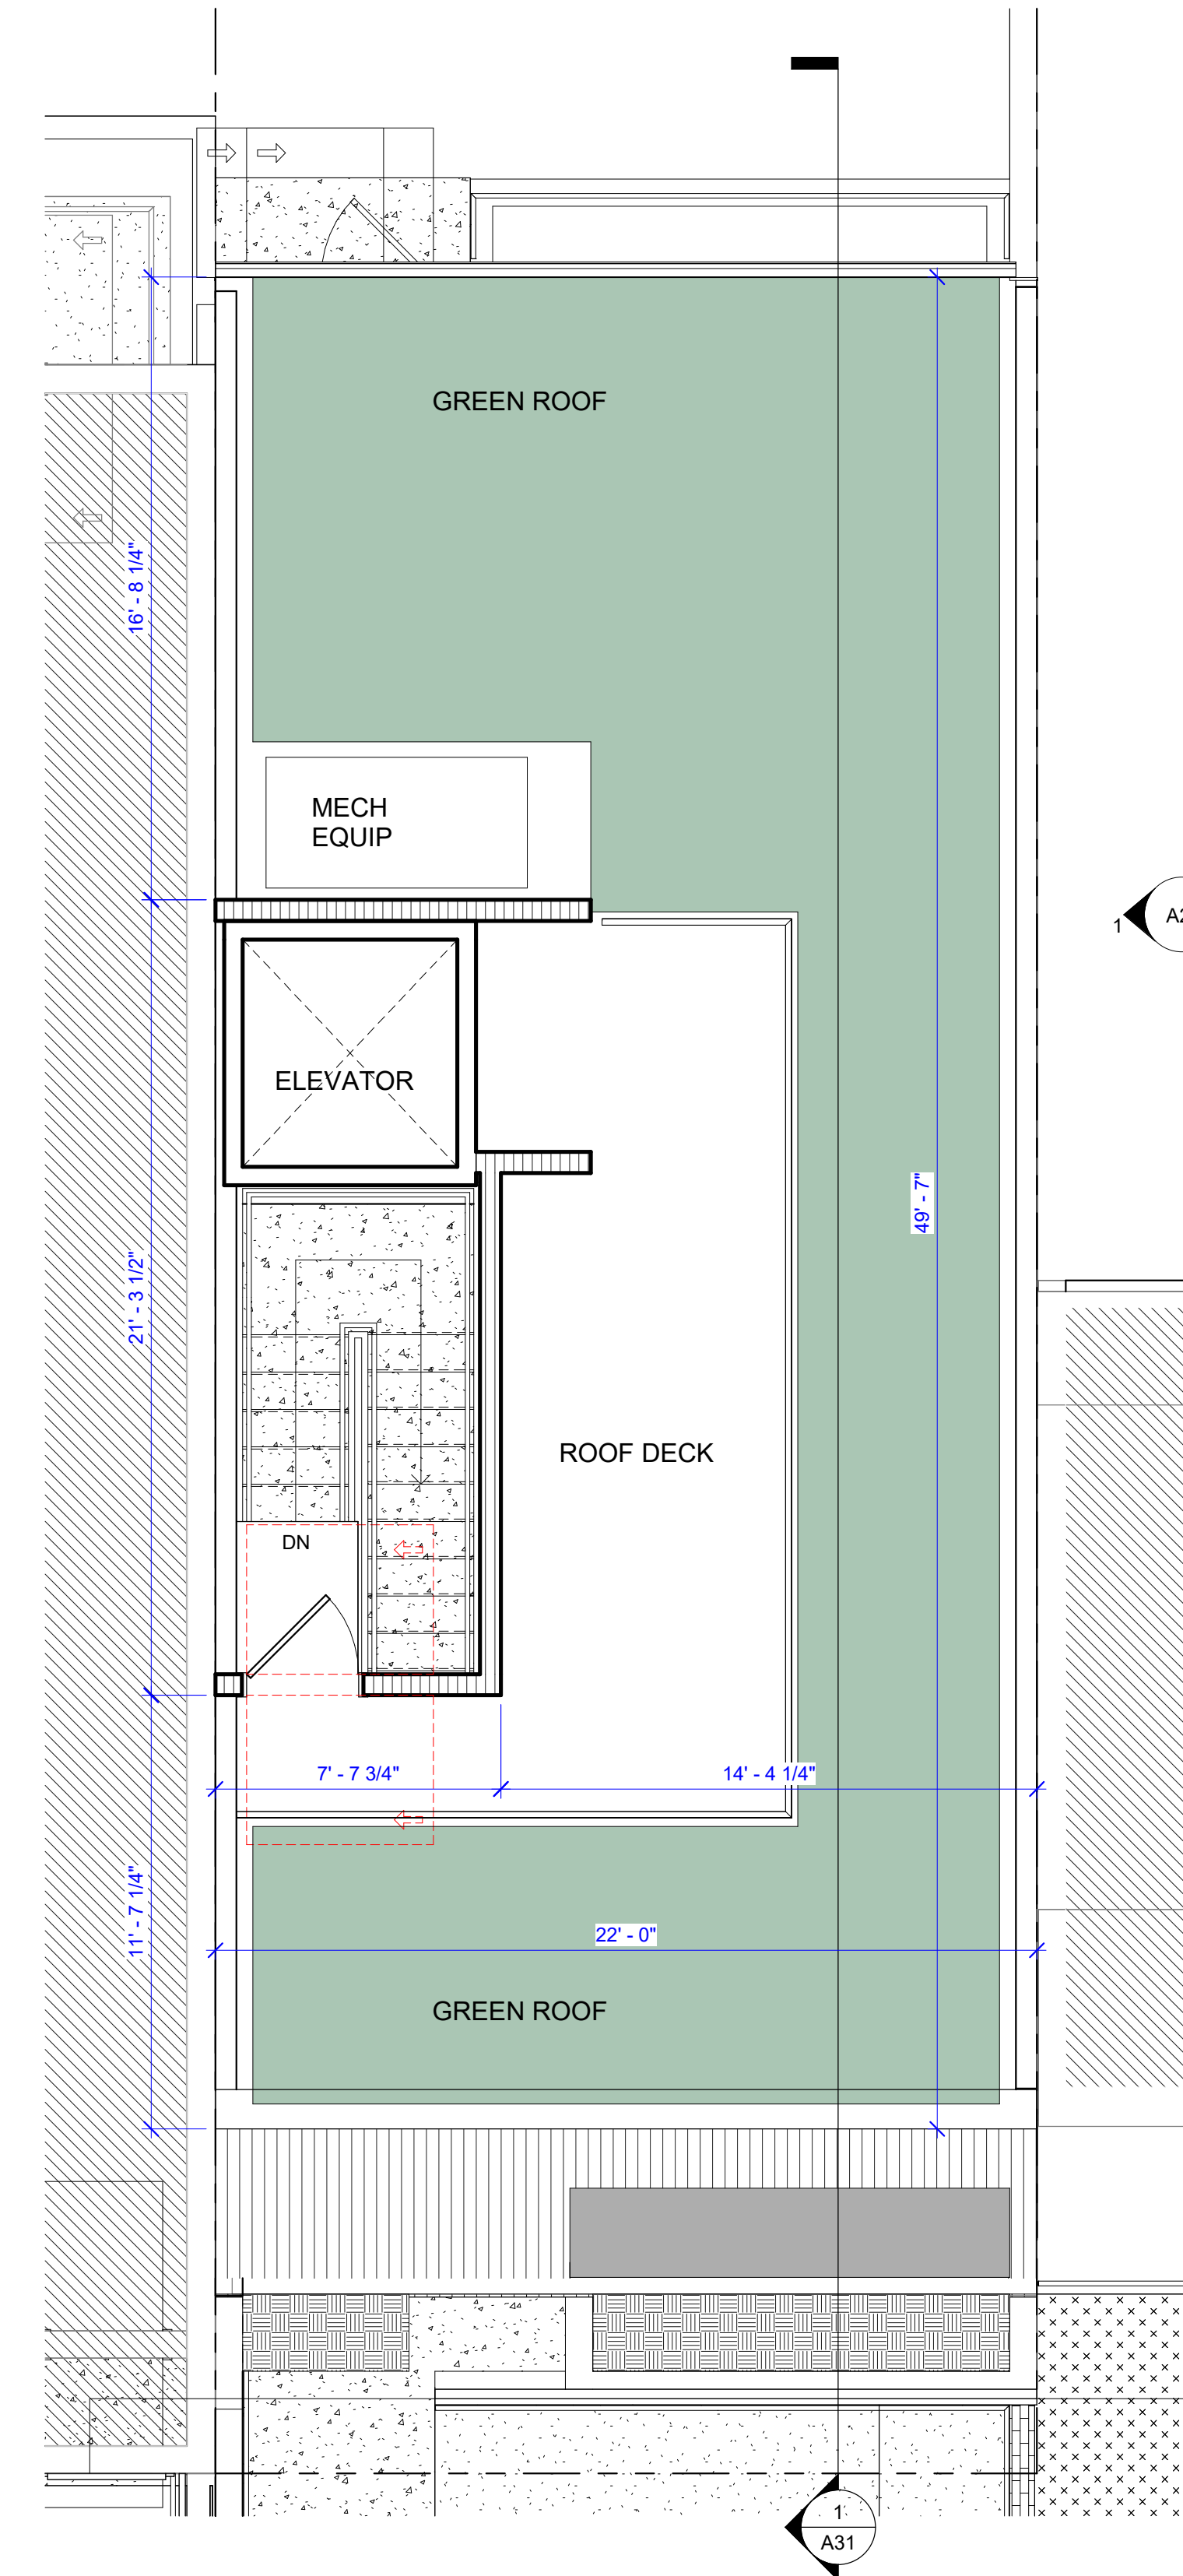 GREEN ROOF
16' - 8 1/4"
MECH
EQUIP
1
A2
ELEVATOR
49' - 7"
21' - 3 1/2"
ROOF DECK
DN
7' - 7 3/4"
14' - 4 1/4"
11' - 7 1/4"
22' - 0"
GREEN ROOF
1
A31